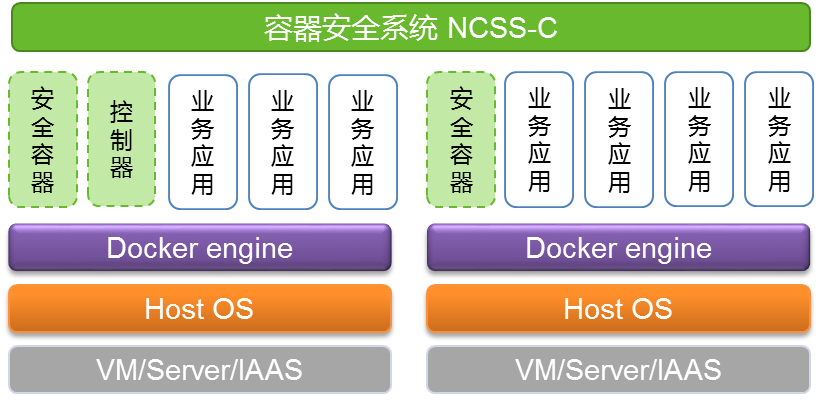 容器安全系统 NCSS-C
安全容器
控制器
业务应用
业务应用
业务应用
安全容器
业务应用
业务应用
业务应用
业务应用
Docker engine
Docker engine
Host OS
Host OS
VM/Server/IAAS
VM/Server/IAAS